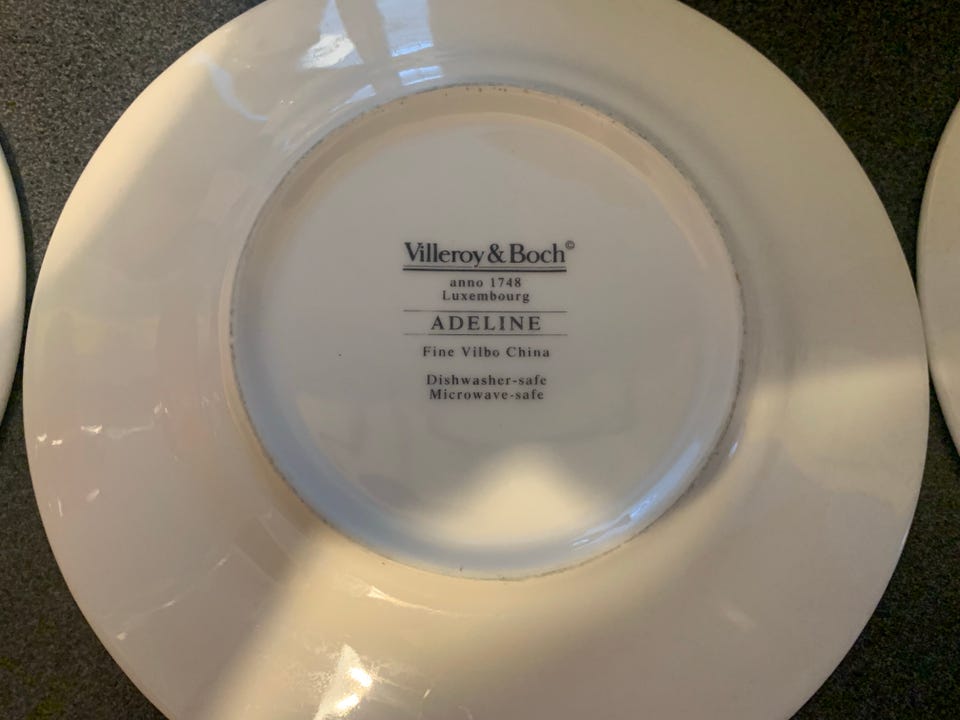 Villeroy & Boch©
anno 1748
Luxembourg
ADELINE
Fine Vilbo China
Dishwasher-safe
Microwave-safe